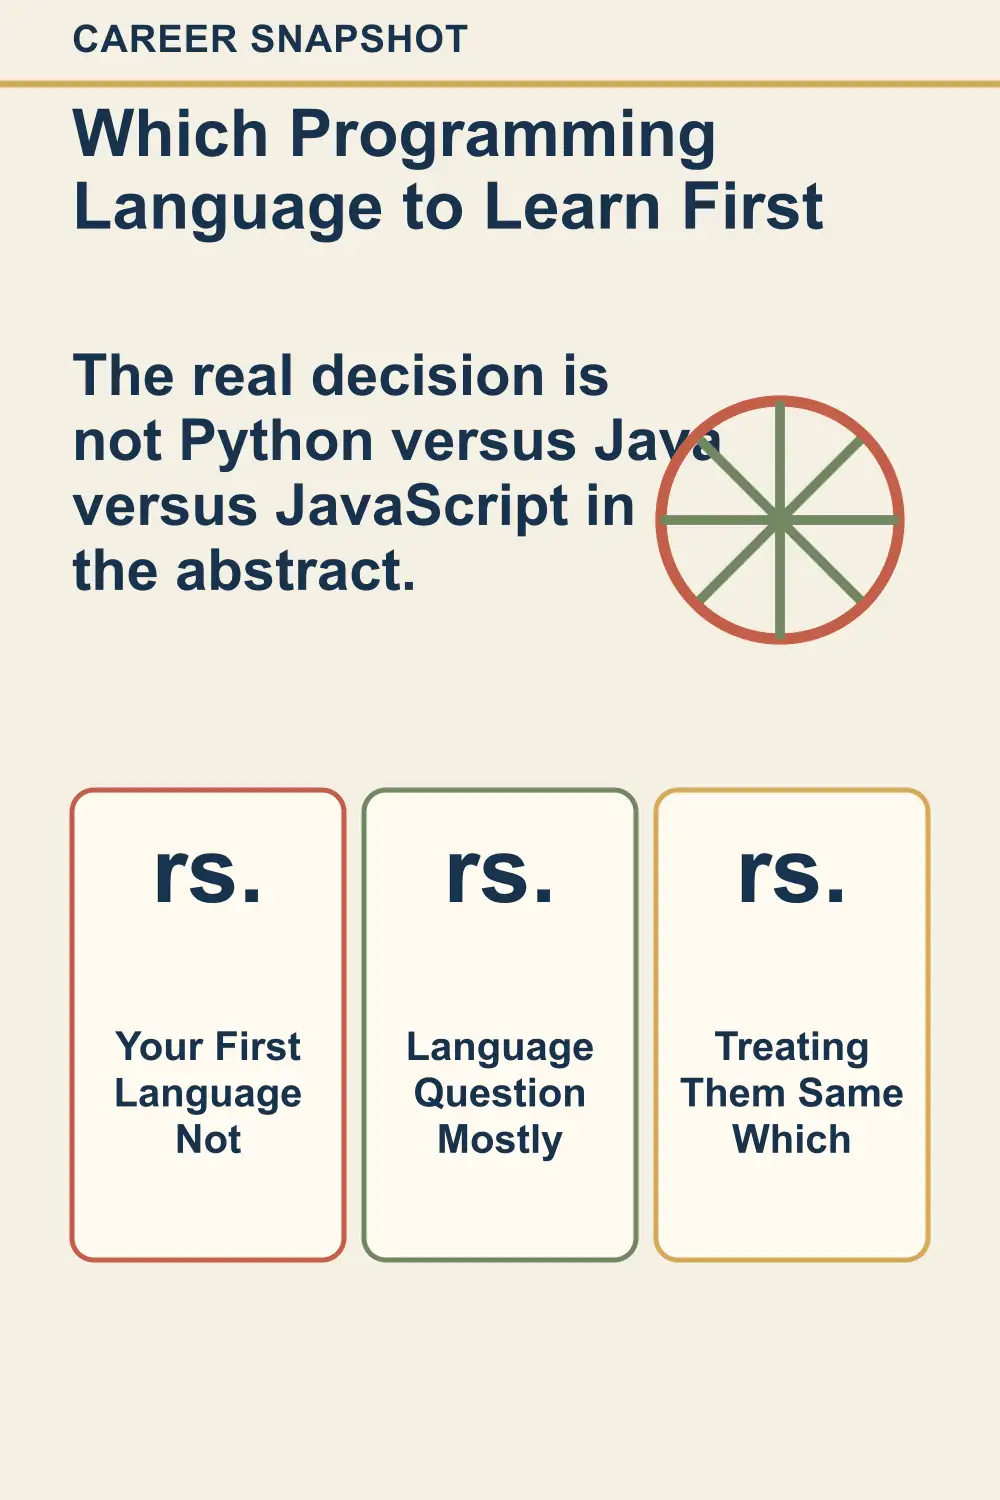 CAREER SNAPSHOT
Which Programming
Language to Learn First
The real decision is
not Python versus Java
versus JavaScript in
the abstract.
rs.
Your First
Language
Not
rs.
Language
Question
Mostly
rs.
Treating
Them Same
Which